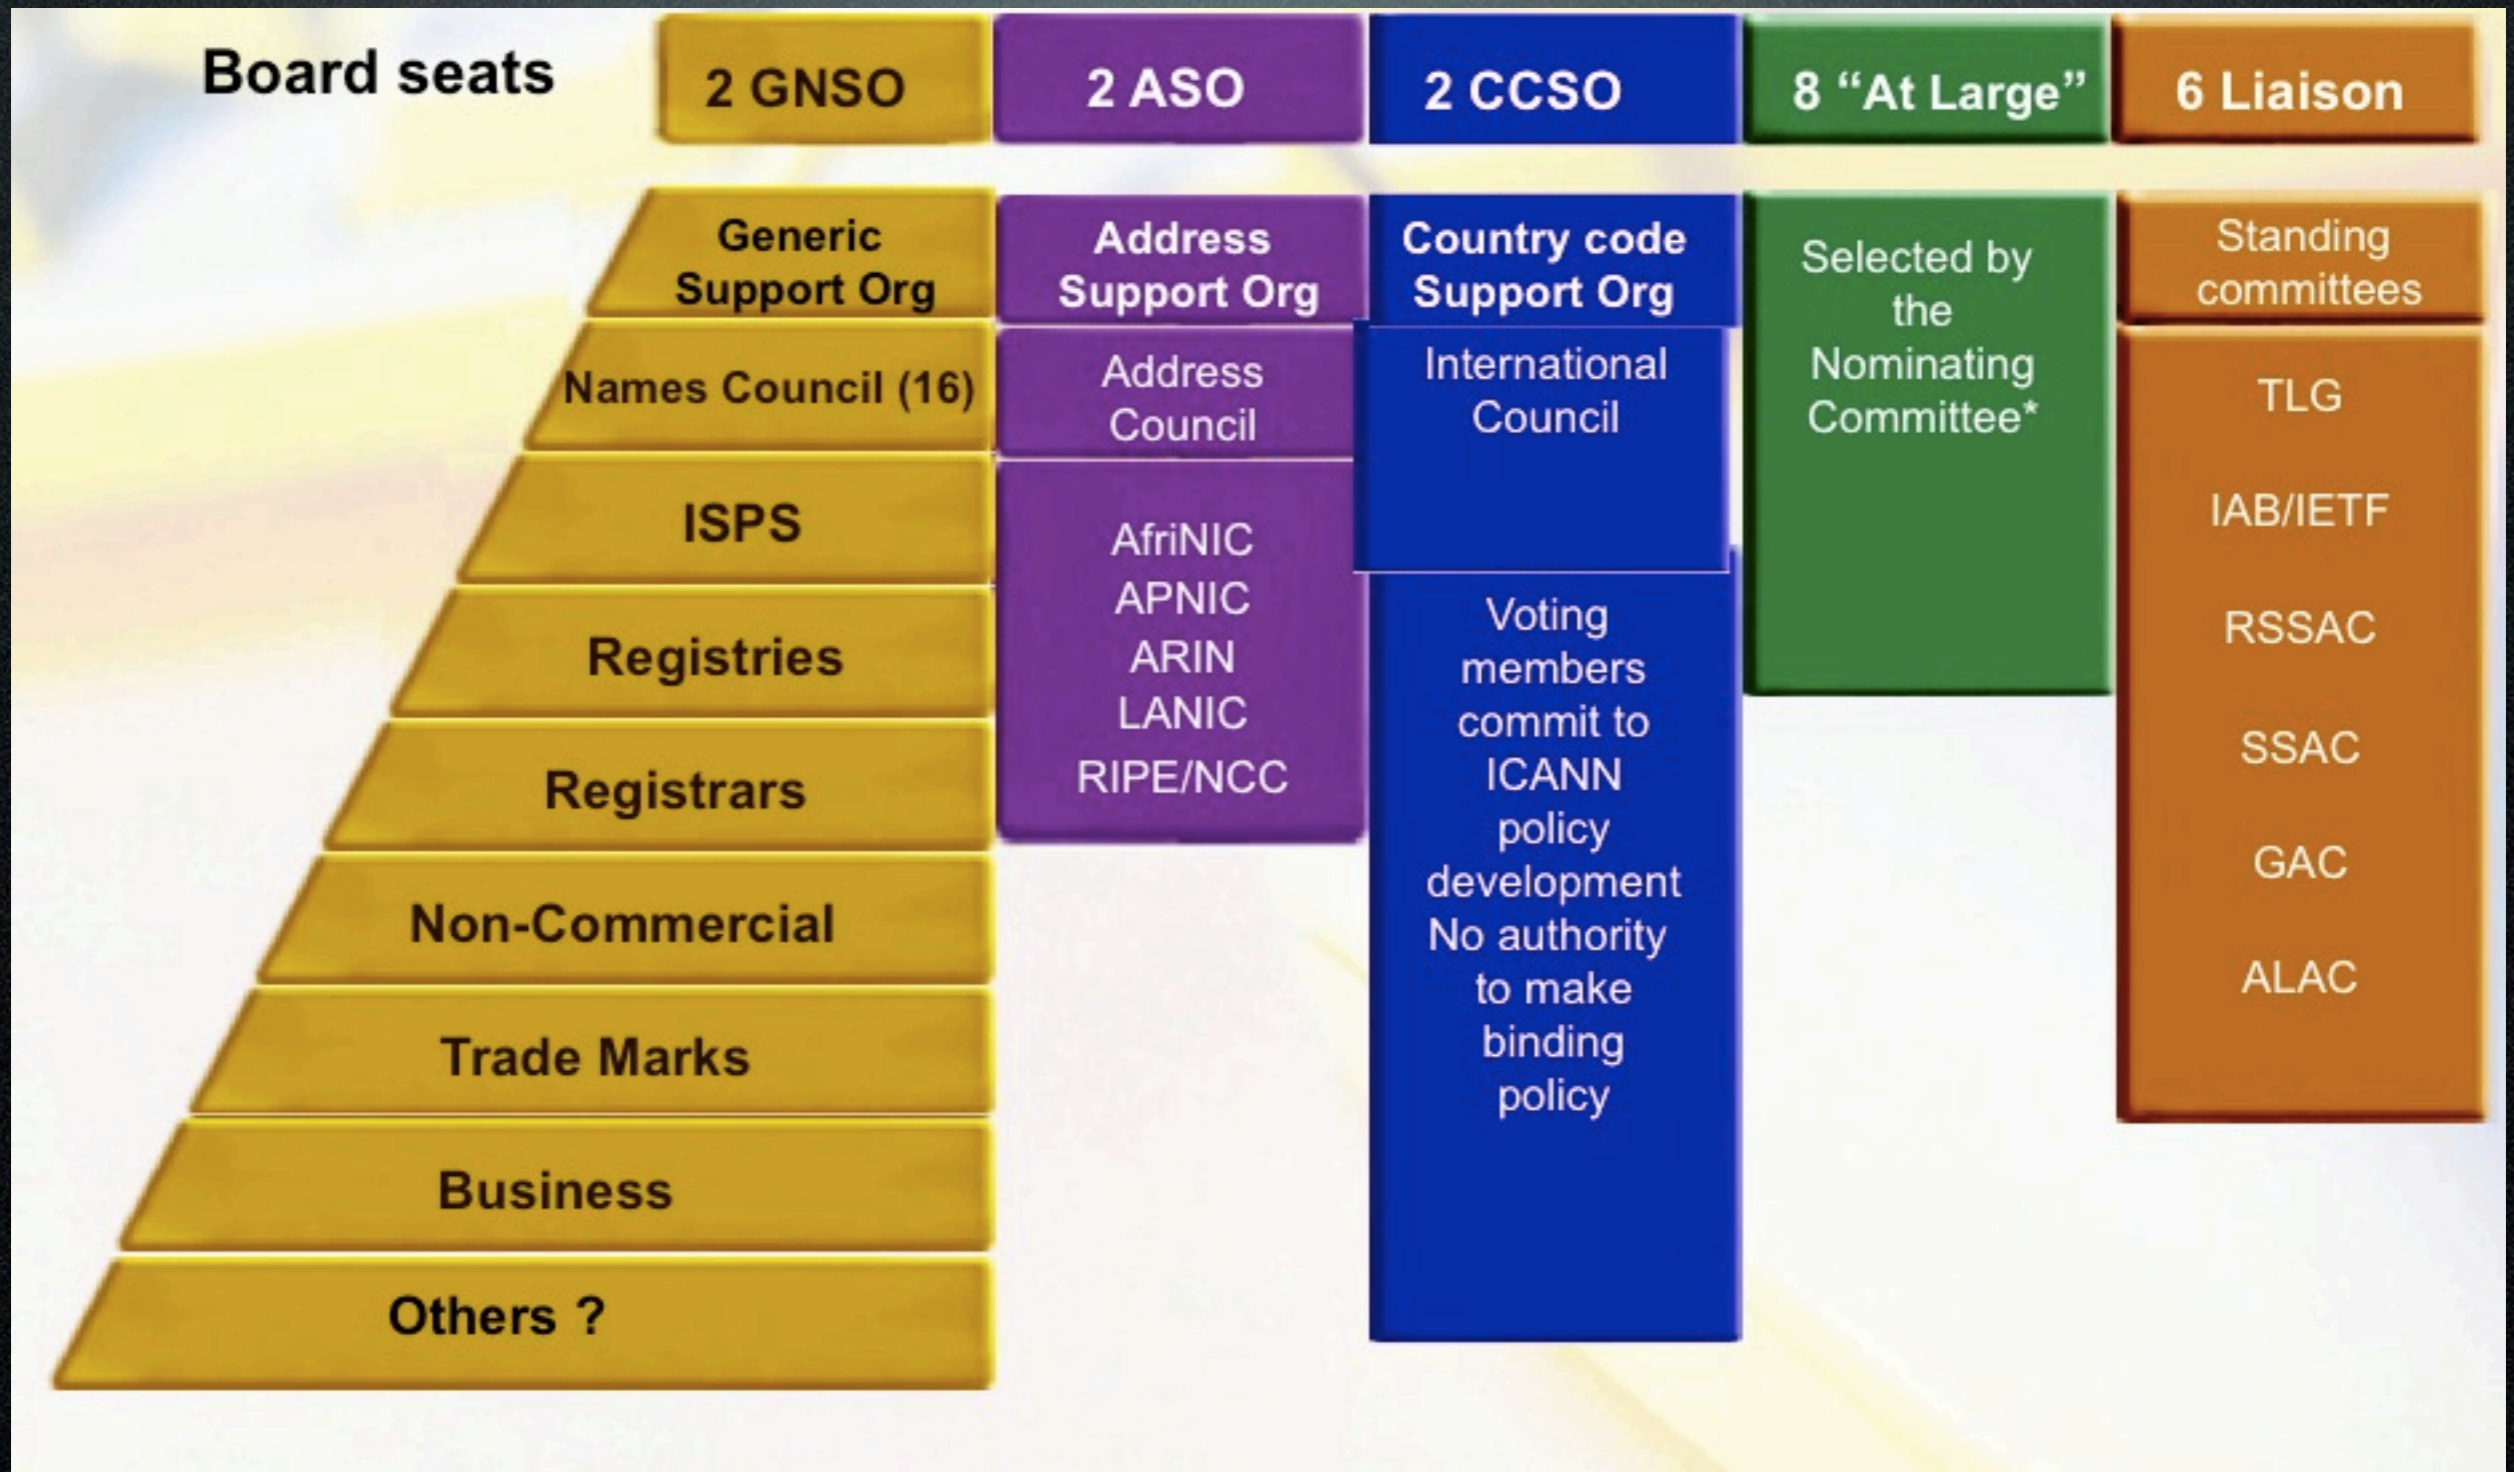 Board seats
2 GNSO
2 ASO
2 CCSO
8 “At Large”
6 Liaison
Generic
Support Org
Names Council (16)
ISPS
Registries
Registrars
Non-Commercial
Trade Marks
Business
Others ?
Address
Support Org
Address
Council
AfriNIC
APNIC
ARIN
LANIC
RIPE/NCC
Country code
Support Org
International
Council
Voting
members
commit to
ICANN
policy
development
No authority
to make
binding
policy
Selected by
the
Nominating
Committee*
Standing
committees
TLG
IAB/IETF
RSSAC
SSAC
GAC
ALAC